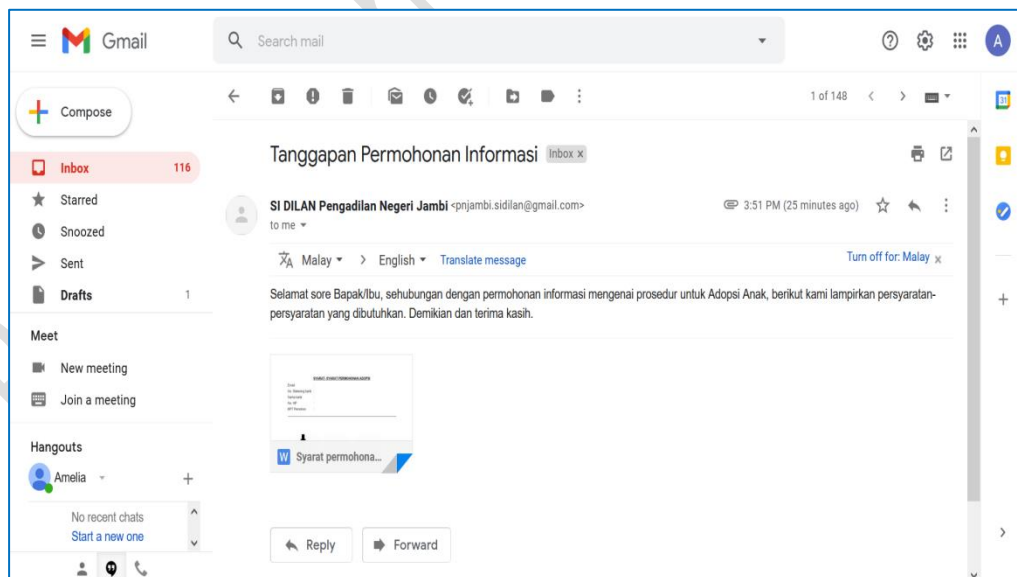 Gmail
Search mail
A
Compose
1 of 148
31
Inbox 116
Starred
Snoozed
Sent
Drafts 1
Meet
New meeting
Join a meeting
Hangouts
Amelia
No recent chats
Start a new one
Tanggapan Permohonan Informasi Inbox x
SI DILAN Pengadilan Negeri Jambi <pnjambi.sidilan@gmail.com> 3:51 PM (25 minutes ago)
to me
Malay > English Translate message Turn off for: Malay x
Selamat sore Bapak/Ibu, sehubungan dengan permohonan informasi mengenai prosedur untuk Adopsi Anak, berikut kami lampirkan persyaratan-
persyaratan yang dibutuhkan. Demikian dan terima kasih.
W Syarat permohona...
Reply Forward